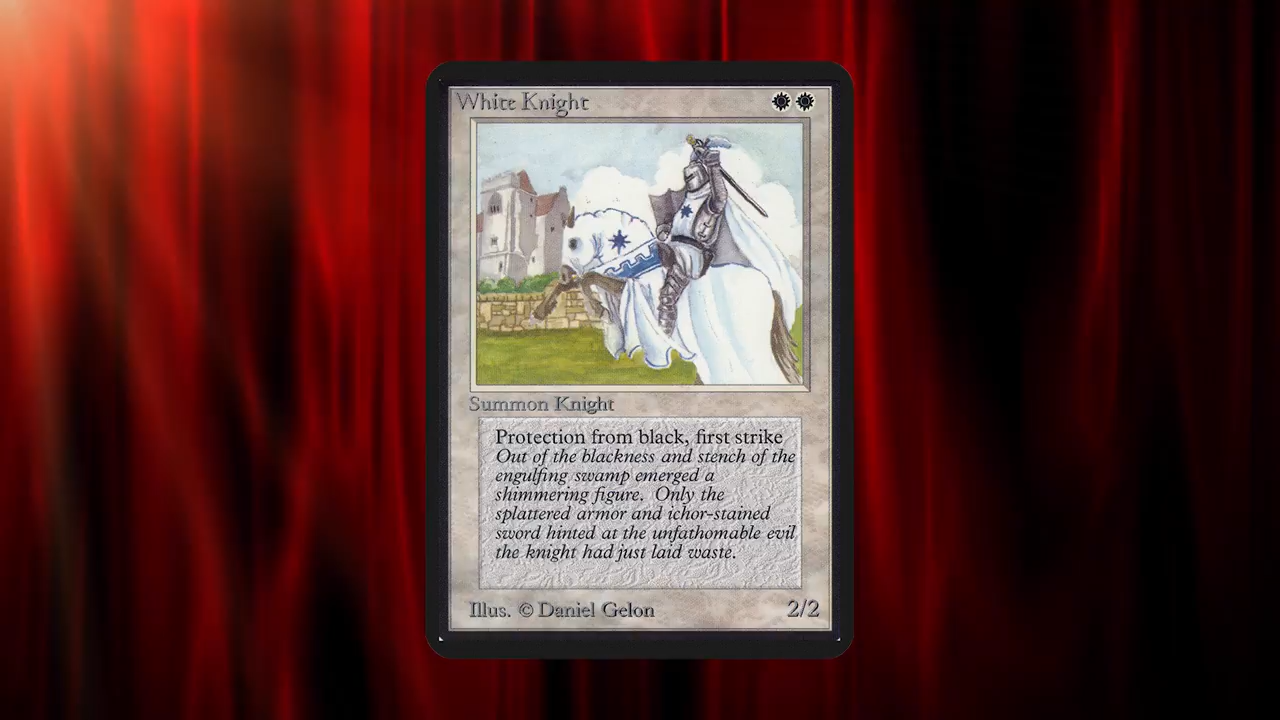 White Knight
Summon Knight
Protection from black, first strike
Out of the blackness and stench of the
engulfing swamp emerged a
shimmering figure. Only the
splattered armor and ichor-stained
sword hinted at the unfathomable evil
the knight had just laid waste.
Illus. © Daniel Gelon
2/2